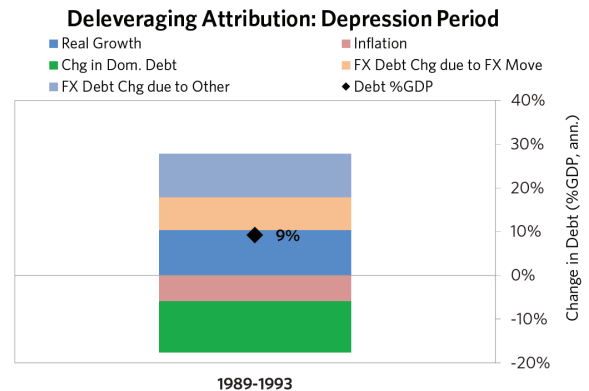 Deleveraging Attribution: Depression Period
Real Growth
Inflation
Chg in Dom. Debt
FX Debt Chg due to FX Move
FX Debt Chg due to Other
Debt %GDP
40%
30%
20%
10%
0%
-10%
-20%
Change in Debt (%GDP, ann.)
9%
1989-1993